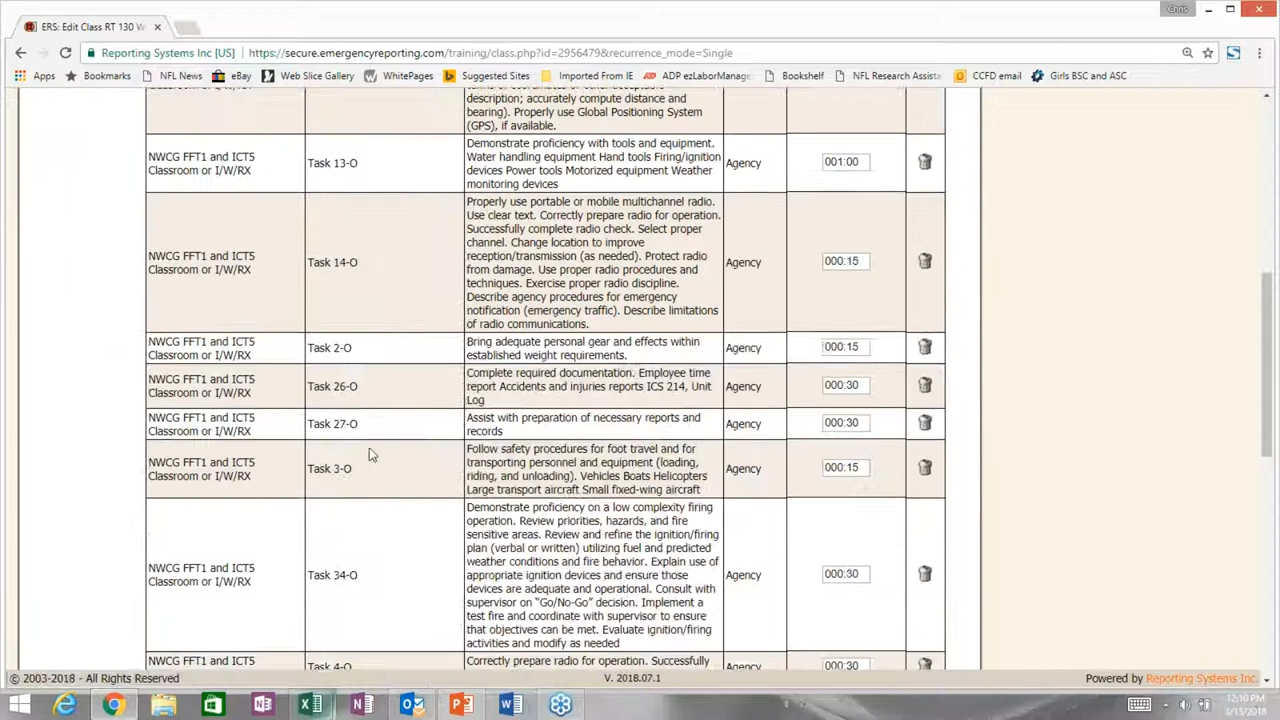 Chris
ERS: Edit Class RT 130 W
Reporting Systems Inc [US]
https://secure.emergencyreporting.com/training/class.php?id=2956479&recurrence_mode=Single
Apps
Bookmarks
NFL News
eBay
Web Slice Gallery
WhitePages
Suggested Sites
Imported From IE
ADP ezLaborManage
Bookshelf
NFL Research Assista
CCFD email
Girls BSC and ASC
description; accurately compute distance and
bearing). Properly use Global Positioning System
(GPS), if available.
NWCG FFT1 and ICT5
Classroom or I/W/RX
Task 13-O
Demonstrate proficiency with tools and equipment.
Water handling equipment Hand tools Firing/ignition
devices Power tools Motorized equipment Weather
monitoring devices
Agency
001:00
NWCG FFT1 and ICT5
Classroom or I/W/RX
Task 14-O
Properly use portable or mobile multichannel radio.
Use clear text. Correctly prepare radio for operation.
Successfully complete radio check. Select proper
channel. Change location to improve
reception/transmission (as needed). Protect radio
from damage. Use proper radio procedures and
techniques. Exercise proper radio discipline.
Describe agency procedures for emergency
notification (emergency traffic). Describe limitations
of radio communications.
Agency
000:15
NWCG FFT1 and ICT5
Classroom or I/W/RX
Task 2-O
Bring adequate personal gear and effects within
established weight requirements.
Agency
000:15
NWCG FFT1 and ICT5
Classroom or I/W/RX
Task 26-O
Complete required documentation. Employee time
report Accidents and injuries reports ICS 214, Unit
Log
Agency
000:30
NWCG FFT1 and ICT5
Classroom or I/W/RX
Task 27-O
Assist with preparation of necessary reports and
records
Agency
000:30
NWCG FFT1 and ICT5
Classroom or I/W/RX
Task 3-O
Follow safety procedures for foot travel and for
transporting personnel and equipment (loading,
riding, and unloading). Vehicles Boats Helicopters
Large transport aircraft Small fixed-wing aircraft
Agency
000:15
NWCG FFT1 and ICT5
Classroom or I/W/RX
Task 34-O
Demonstrate proficiency on a low complexity firing
operation. Review priorities, hazards, and fire
sensitive areas. Review and refine the ignition/firing
plan (verbal or written) utilizing fuel and predicted
weather conditions and fire behavior. Explain use of
appropriate ignition devices and ensure those
devices are adequate and operational. Consult with
supervisor on “Go/No-Go” decision. Implement a
test fire and coordinate with supervisor to ensure
that objectives can be met. Evaluate ignition/firing
activities and modify as needed
Agency
000:30
NWCG FFT1 and ICT5
Task 4-O
Correctly prepare radio for operation. Successfully
Agency
000:30
© 2003-2018 - All Rights Reserved
V. 2018.07.1
Powered by Reporting Systems Inc.
12:10 PM
3/15/2018